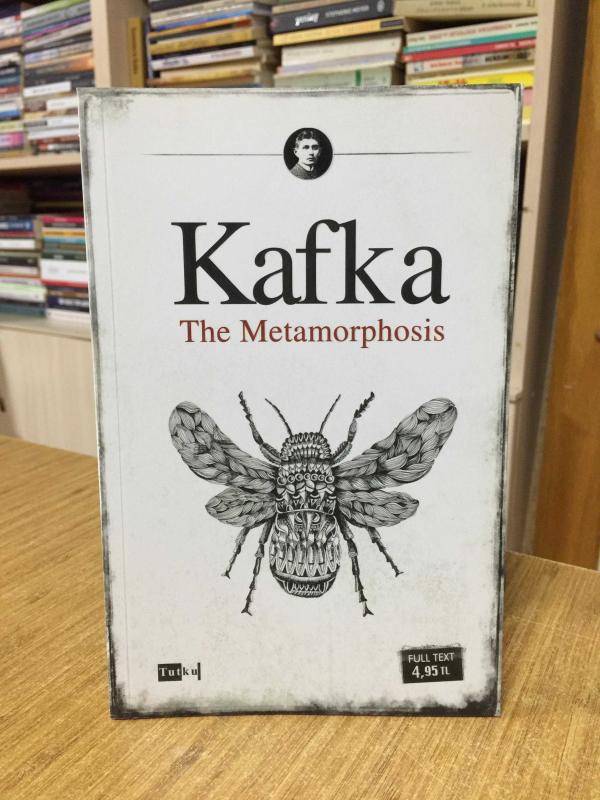 Kafka
The Metamorphosis
Tutku
FULL TEXT
4,95 TL